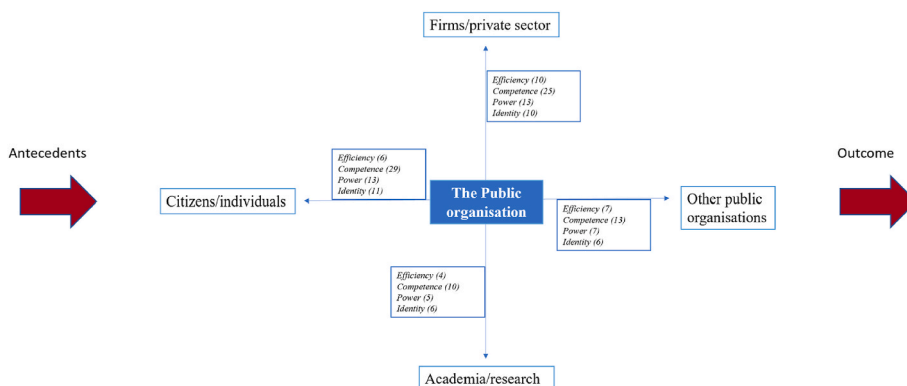 Firms/private sector
Efficiency (10)
Competence (25)
Power (13)
Identity (10)
Antecedents
Outcome
Efficiency (6)
Competence (29)
Power (13)
Identity (11)
Citizens/individuals
The Public
organisation
Other public
organisations
Efficiency (7)
Competence (13)
Power (7)
Identity (6)
Efficiency (4)
Competence (10)
Power (5)
Identity (6)
Academia/research